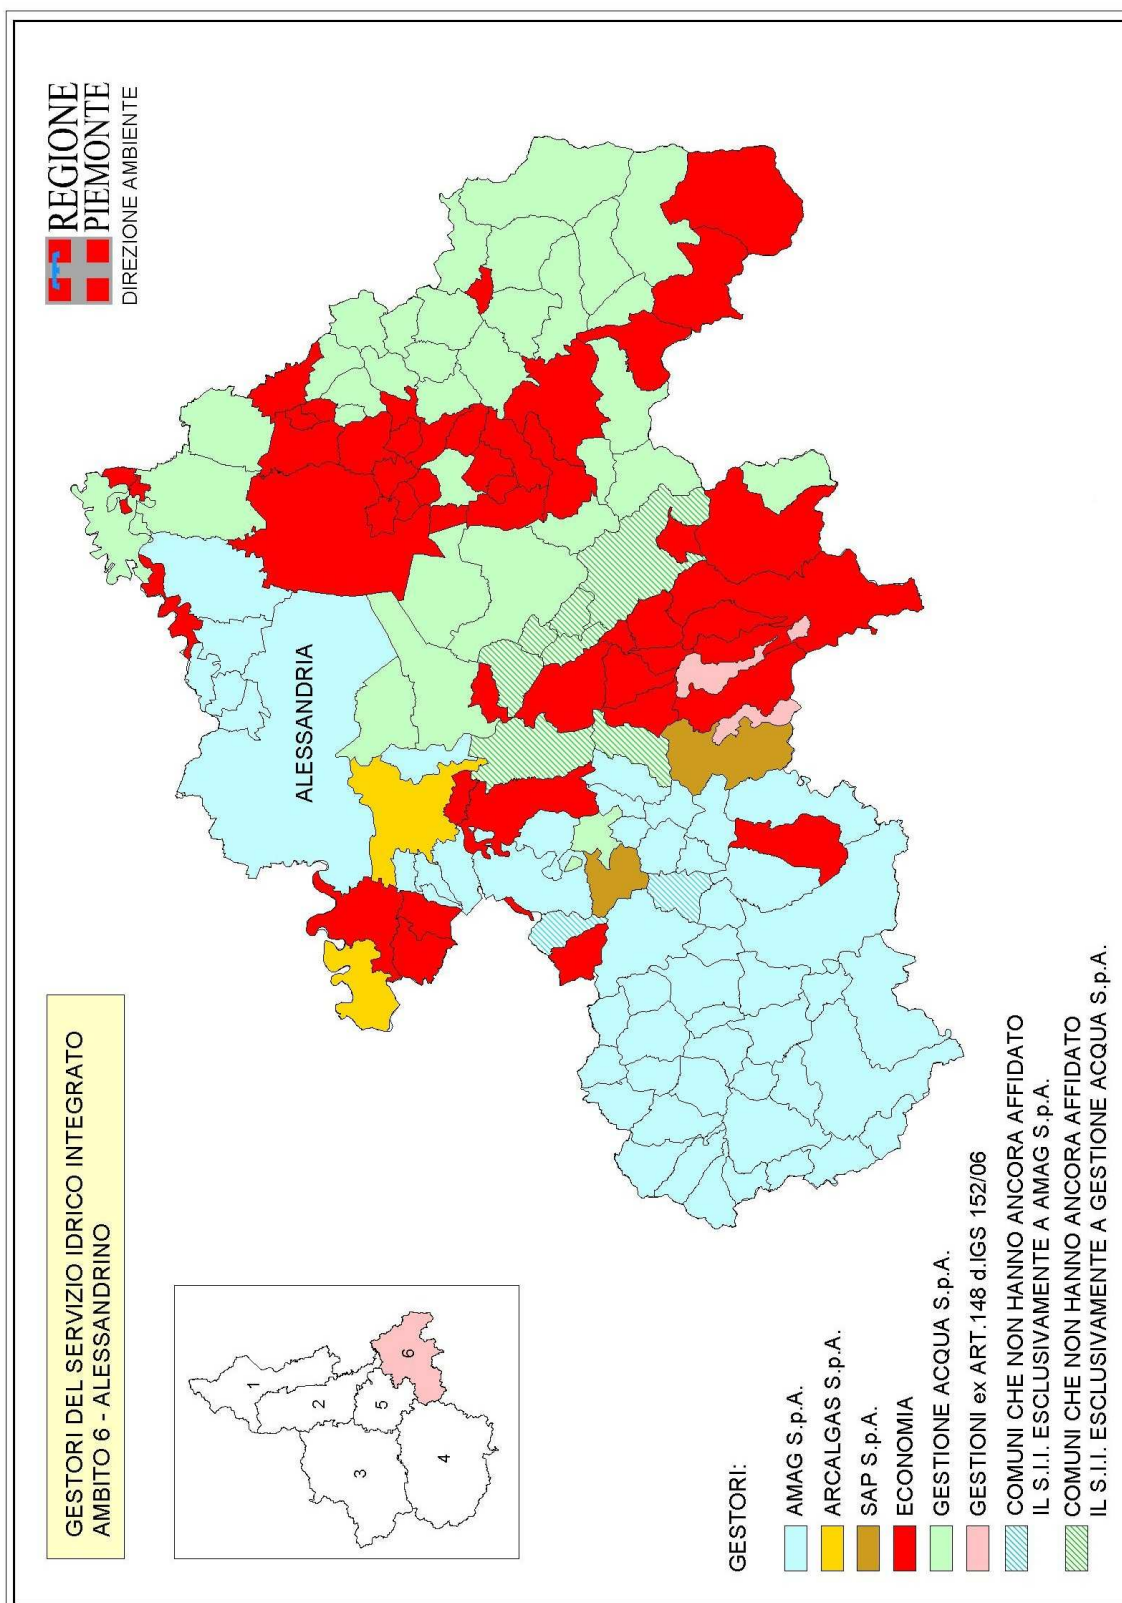 REGIONE
PIEMONTE
DIREZIONE AMBIENTE
GESTORI DEL SERVIZIO IDRICO INTEGRATO
AMBITO 6 - ALESSANDRINO
1
2
3
4
5
6
ALESSANDRIA
GESTORI:
AMAG S.p.A.
ARCALGAS S.p.A.
SAP S.p.A.
ECONOMIA
GESTIONE ACQUA S.p.A.
GESTIONI ex ART.148 d.lGS 152/06
COMUNI CHE NON HANNO ANCORA AFFIDATO
IL S.I.I. ESCLUSIVAMENTE A AMAG S.p.A.
COMUNI CHE NON HANNO ANCORA AFFIDATO
IL S.I.I. ESCLUSIVAMENTE A GESTIONE ACQUA S.p.A.